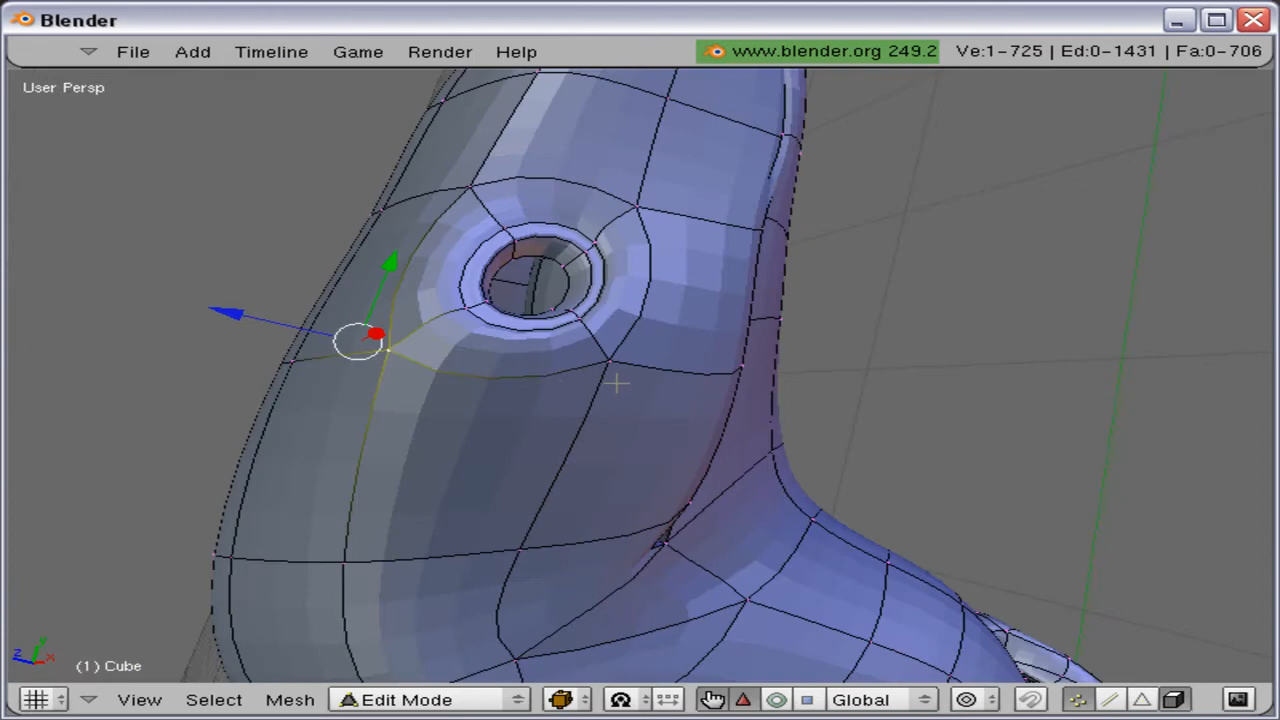 Blender
File Add Timeline Game Render Help www.blender.org 249.2 Ve:1-725 | Ed:0-1431 | Fa:0-706
User Persp
z y x
(1) Cube
View Select Mesh Edit Mode Global